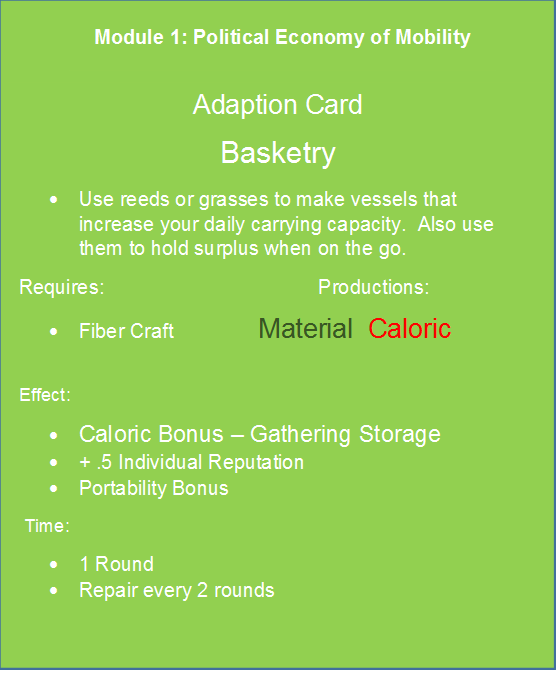 Module 1: Political Economy of Mobility
Adaption Card
Basketry
• Use reeds or grasses to make vessels that
increase your daily carrying capacity.  Also use
them to hold surplus when on the go.
Requires: Productions:
• Fiber Craft Material Caloric
Effect:
• Caloric Bonus – Gathering Storage
• + .5 Individual Reputation
• Portability Bonus
Time:
• 1 Round
• Repair every 2 rounds